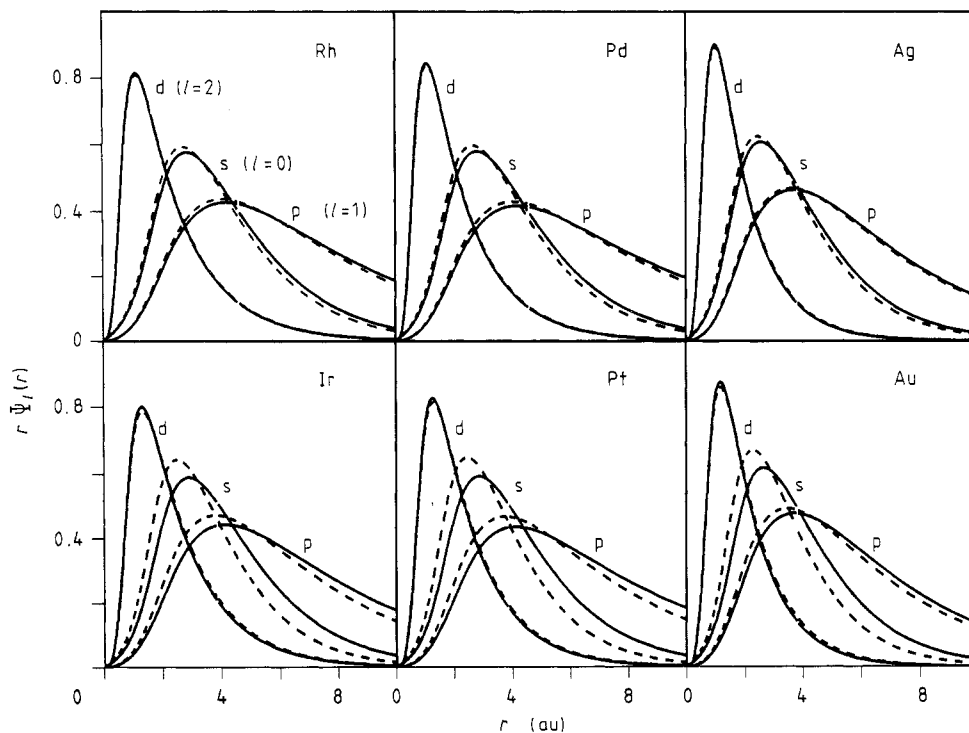 Rh Pd Ag
0.8
d (l=2) d d
s (l=0) s s
0.4
p (l=1) p p
0
r Ψl(r)
Ir Pt Au
0.8
d d d
s s s
0.4
p p p
0 4 8 0 4 8 0 4 8
r (au)